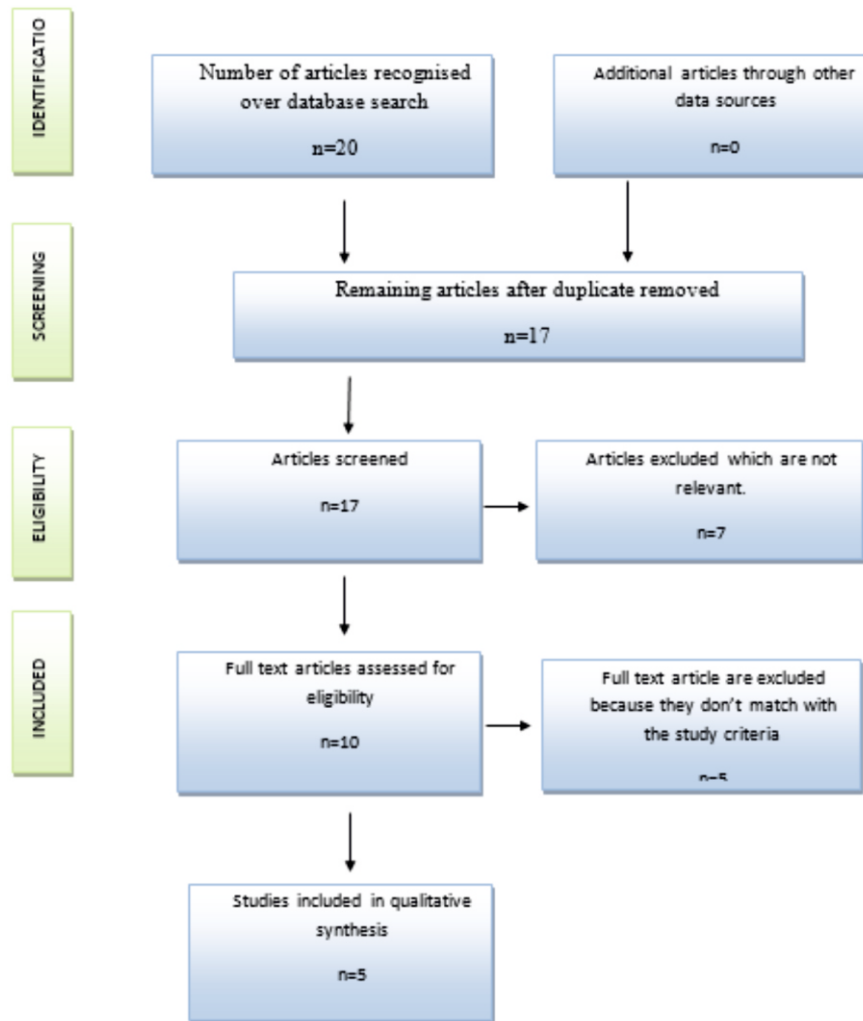 IDENTIFICATIO
Number of articles recognised
over database search
n=20
Additional articles through other
data sources
n=0
SCREENING
Remaining articles after duplicate removed
n=17
ELIGIBILITY
Articles screened
n=17
Articles excluded which are not
relevant.
n=7
INCLUDED
Full text articles assessed for
eligibility
n=10
Full text article are excluded
because they don’t match with
the study criteria
n=5
Studies included in qualitative
synthesis
n=5